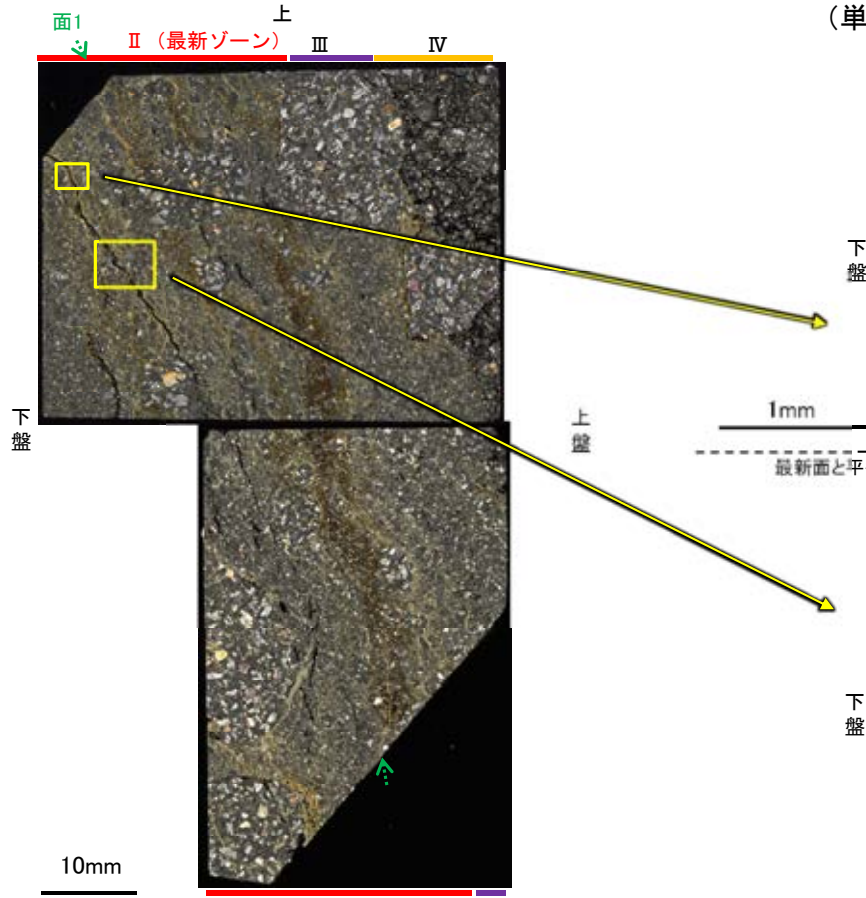 上
(単
面1
Ⅱ (最新ゾーン)
Ⅲ
Ⅳ
下
盤
下
盤
上
盤
1mm
最新面と平
下
盤
10mm